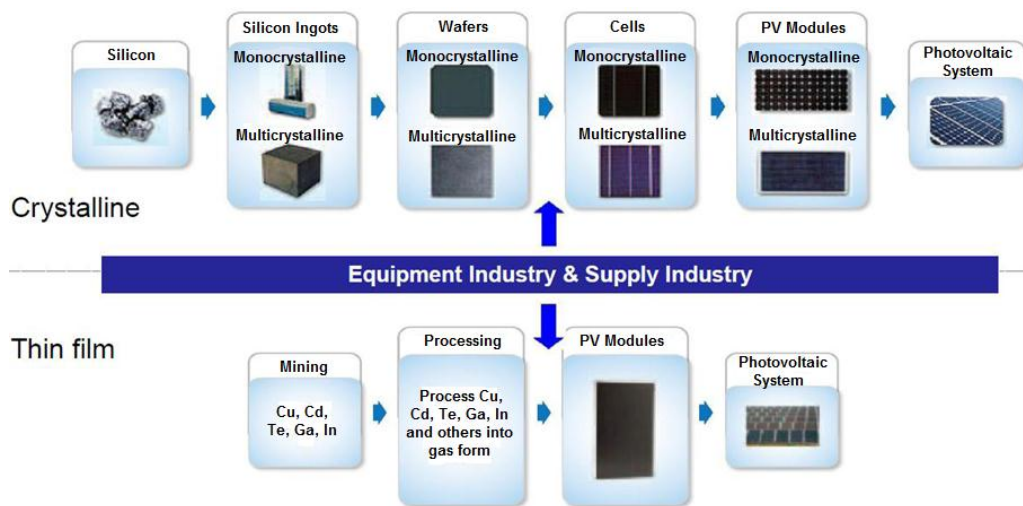 Silicon
Silicon Ingots
Monocrystalline
Multicrystalline
Wafers
Monocrystalline
Multicrystalline
Cells
Monocrystalline
Multicrystalline
PV Modules
Monocrystalline
Multicrystalline
Photovoltaic
System
Crystalline
Equipment Industry & Supply Industry
Thin film
Mining
Cu, Cd,
Te, Ga, In
Processing
Process Cu,
Cd, Te, Ga, In
and others into
gas form
PV Modules
Photovoltaic
System